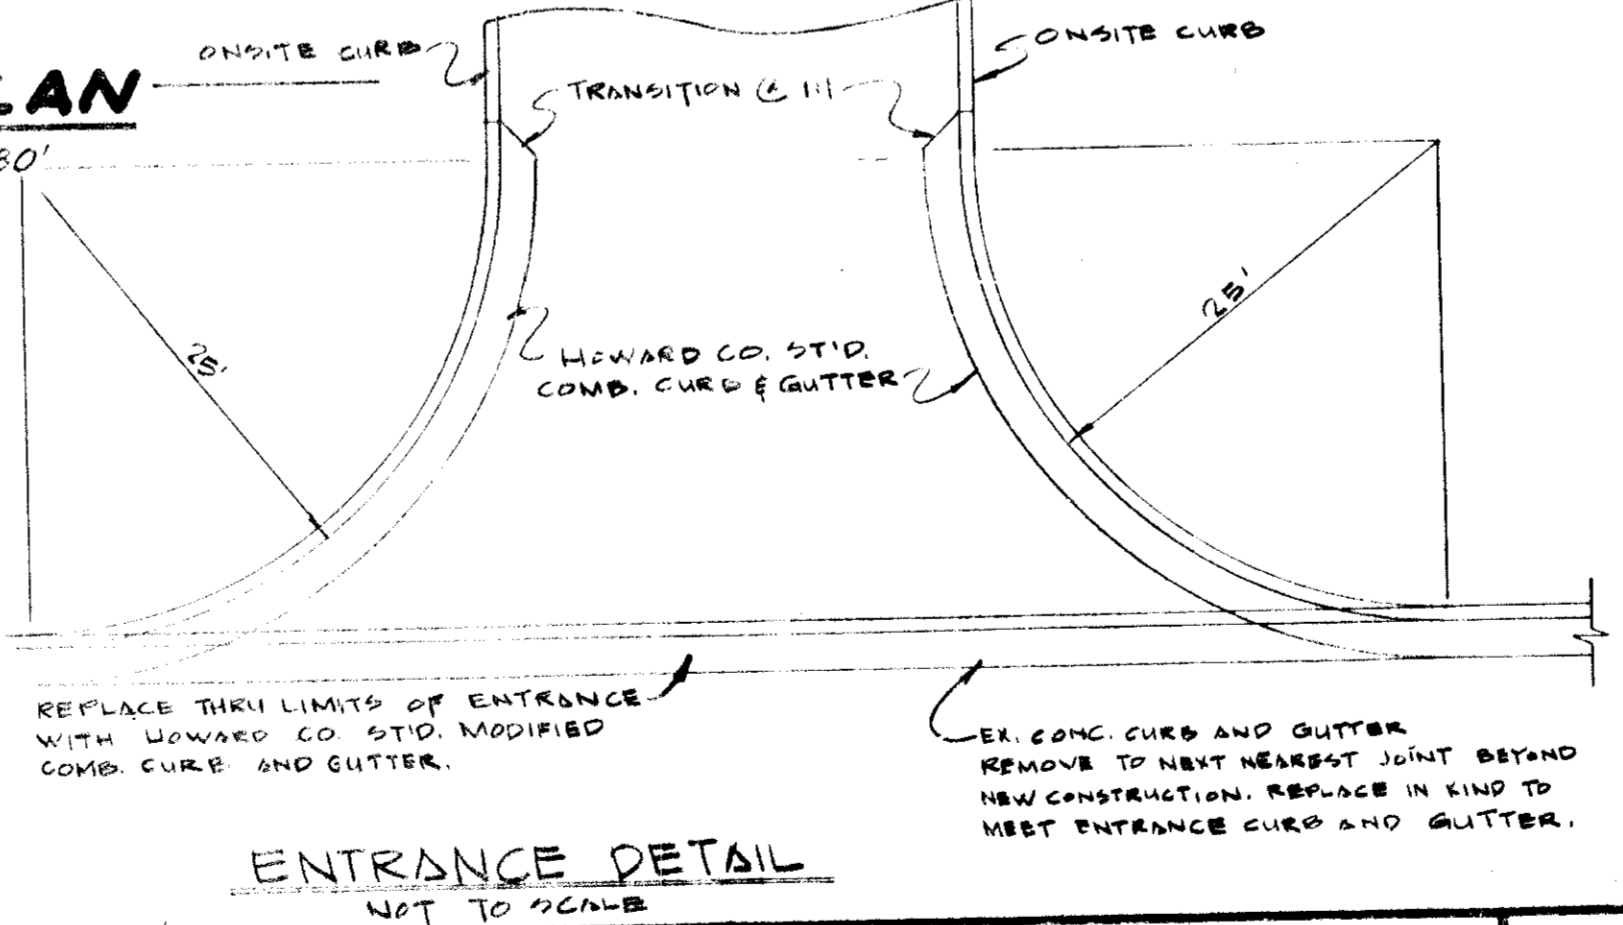 ONSITE CURB
ONSITE CURB
LAN
TRANSITION @ 1:1
30'
25'
25'
HOWARD CO. ST'D.
COMB. CURB & GUTTER
REPLACE THRU LIMITS OF ENTRANCE
WITH HOWARD CO. ST'D. MODIFIED
COMB. CURB AND GUTTER.
EX. CONC. CURB AND GUTTER
REMOVE TO NEXT NEAREST JOINT BEYOND
NEW CONSTRUCTION. REPLACE IN KIND TO
MEET ENTRANCE CURB AND GUTTER.
ENTRANCE DETAIL
NOT TO SCALE